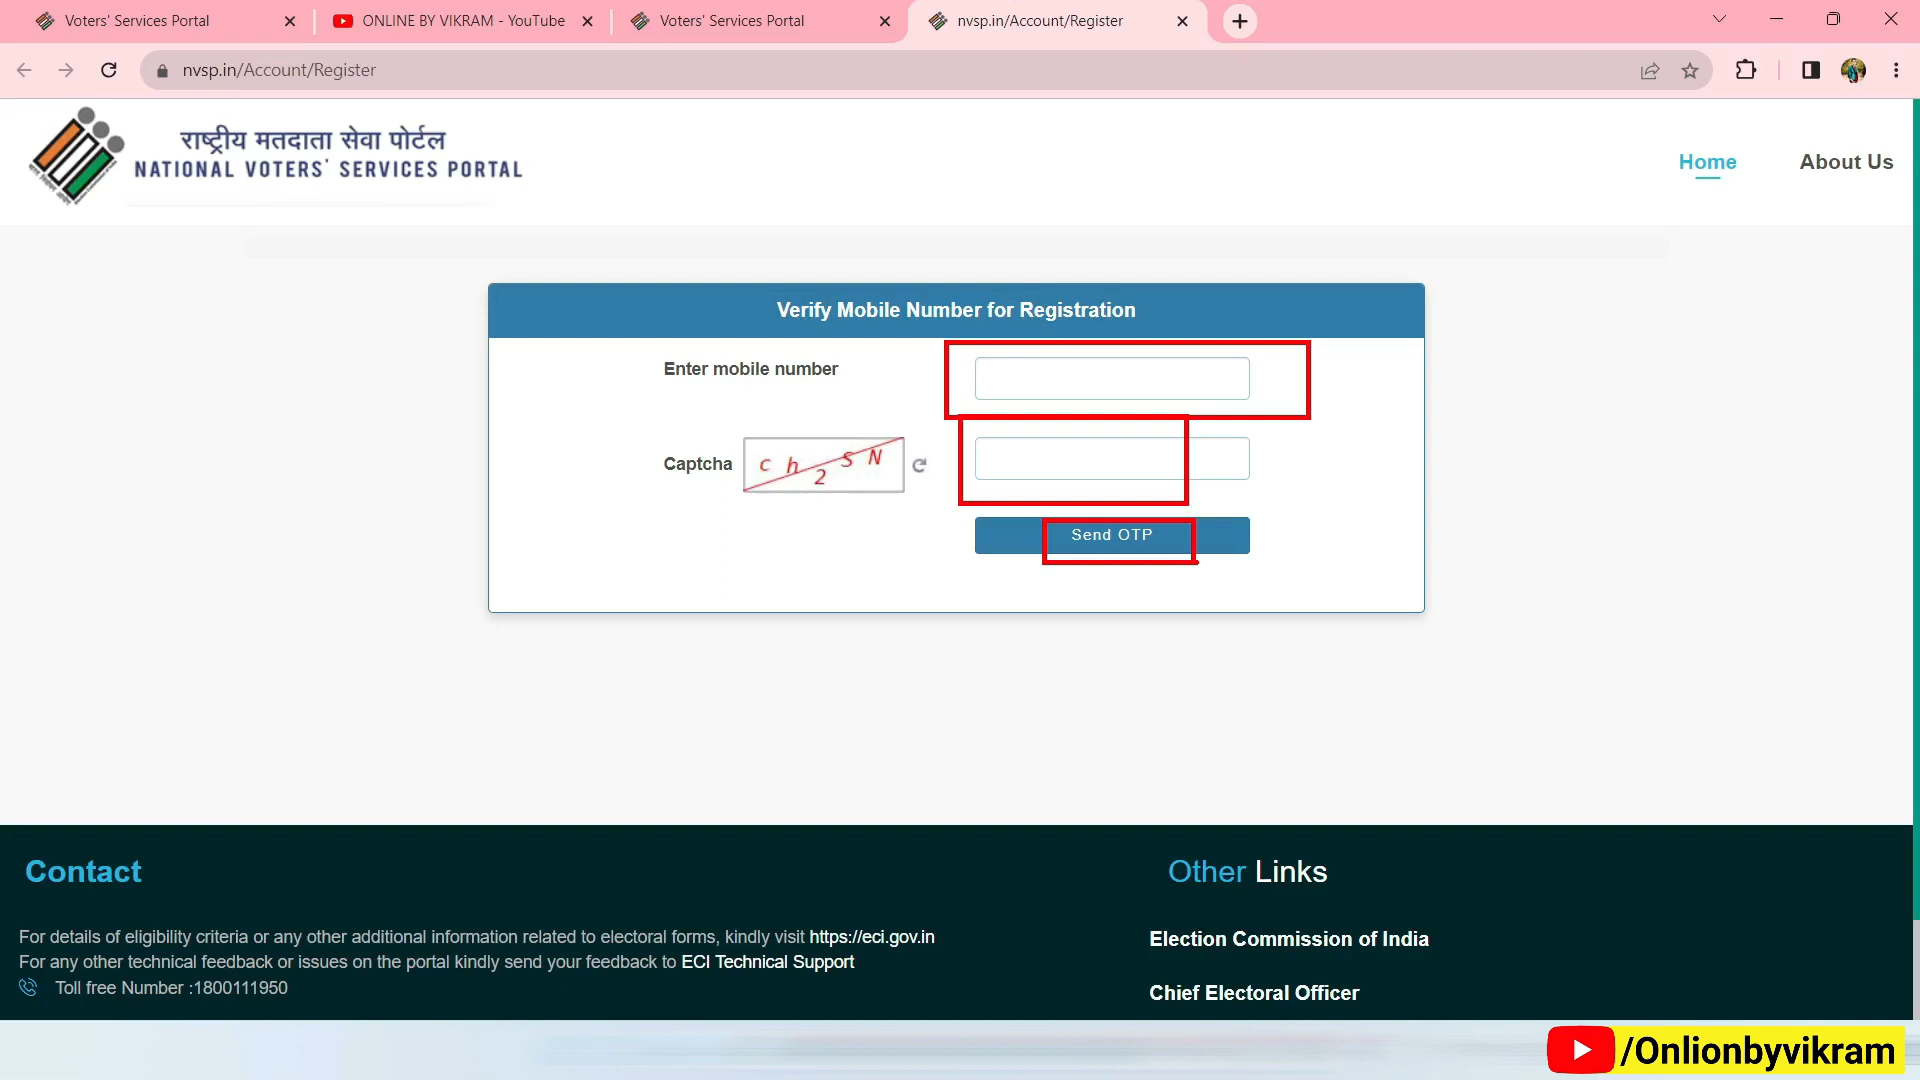 Voters' Services Portal
ONLINE BY VIKRAM - YouTube
Voters' Services Portal
nvsp.in/Account/Register
nvsp.in/Account/Register
राष्ट्रीय मतदाता सेवा पोर्टल
NATIONAL VOTERS' SERVICES PORTAL
Home
About Us
Verify Mobile Number for Registration
Enter mobile number
Captcha
c h 2 S N
Send OTP
Contact
Other Links
For details of eligibility criteria or any other additional information related to electoral forms, kindly visit https://eci.gov.in
For any other technical feedback or issues on the portal kindly send your feedback to ECI Technical Support
Toll free Number :1800111950
Election Commission of India
Chief Electoral Officer
/Onlionbyvikram